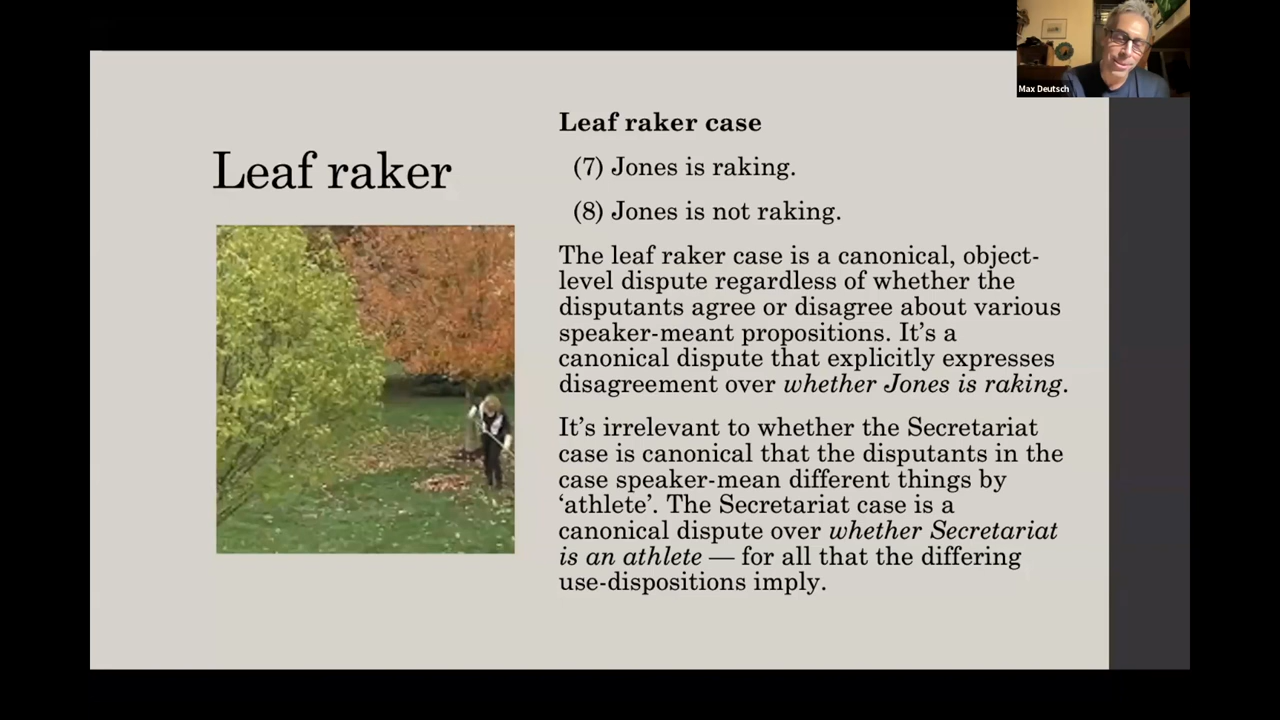 Max Deutsch
Leaf raker
Leaf raker case
(7) Jones is raking.
(8) Jones is not raking.
The leaf raker case is a canonical, object-
level dispute regardless of whether the
disputants agree or disagree about various
speaker-meant propositions. It’s a
canonical dispute that explicitly expresses
disagreement over whether Jones is raking.
It’s irrelevant to whether the Secretariat
case is canonical that the disputants in the
case speaker-mean different things by
‘athlete’. The Secretariat case is a
canonical dispute over whether Secretariat
is an athlete — for all that the differing
use-dispositions imply.